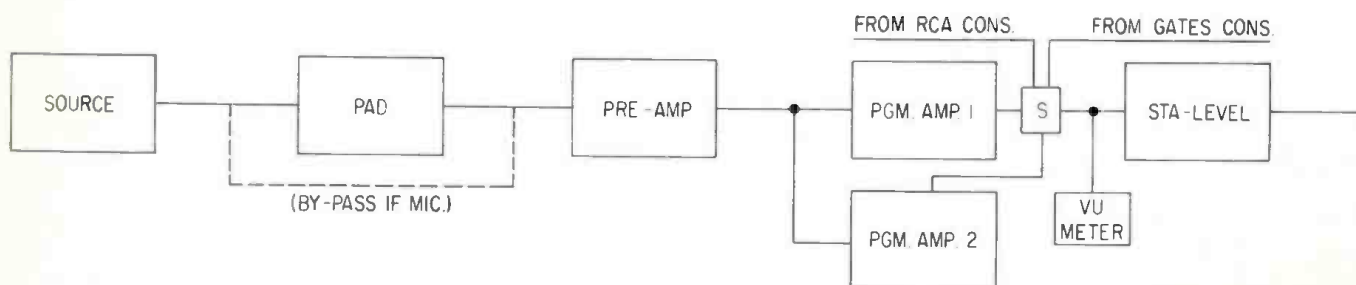 FROM RCA CONS.
FROM GATES CONS.
SOURCE
PAD
PRE-AMP
PGM. AMP. 1
S
STA-LEVEL
(BY-PASS IF MIC.)
PGM. AMP. 2
VU
METER